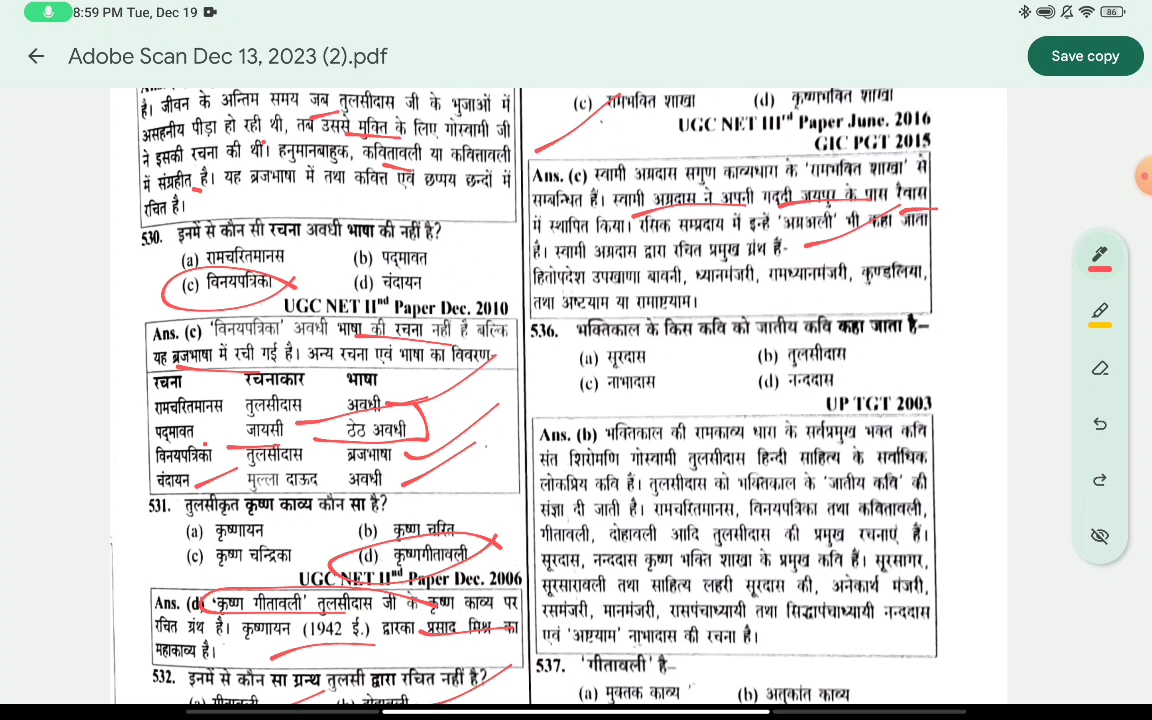 8:59 PM Tue, Dec 19
86
Adobe Scan Dec 13, 2023 (2).pdf
Save copy
है। जीवन के अन्तिम समय जब तुलसीदास जी के भुजाओं में
असहनीय पीड़ा हो रही थी, तब उससे मुक्ति के लिए गोस्वामी जी
ने इसकी रचना की थी। हनुमानबाहुक, कवितावली या कवित्तावली
में संग्रहीत है। यह ब्रजभाषा में तथा कवित्त एवं छप्पय छन्दों में
रचित है।
530. इनमें से कौन सी रचना अवधी भाषा की नहीं है?
(a) रामचरितमानस (b) पद्मावत
(c) विनयपत्रिका (d) चंदायन
UGC NET IInd Paper Dec. 2010
Ans. (c) 'विनयपत्रिका' अवधी भाषा की रचना नहीं है बल्कि
यह ब्रजभाषा में रची गई है। अन्य रचना एवं भाषा का विवरण-
रचना रचनाकार भाषा
रामचरितमानस तुलसीदास अवधी
पद्मावत जायसी ठेठ अवधी
विनयपत्रिका तुलसीदास ब्रजभाषा
चंदायन मुल्ला दाऊद अवधी
531. तुलसीकृत कृष्ण काव्य कौन सा है?
(a) कृष्णायन (b) कृष्ण चरित
(c) कृष्ण चन्द्रिका (d) कृष्णगीतावली
UGC NET IInd Paper Dec. 2006
Ans. (d) 'कृष्ण गीतावली' तुलसीदास जी के कृष्ण काव्य पर
रचित ग्रंथ है। कृष्णायन (1942 ई.) द्वारका प्रसाद मिश्र का
महाकाव्य है।
532. इनमें से कौन सा ग्रन्थ तुलसी द्वारा रचित नहीं है?
(a) गीतावली (b) दोहावली
(c) रामभक्ति शाखा (d) कृष्णभक्ति शाखा
UGC NET IIIrd Paper June. 2016
GIC PGT 2015
Ans. (c) स्वामी अग्रदास सगुण काव्यधारा के 'रामभक्ति शाखा' से
सम्बन्धित हैं। स्वामी अग्रदास ने अपनी गद्दी जयपुर के पास रैवास
में स्थापित किया। रसिक सम्प्रदाय में इन्हें 'अग्रअली' भी कहा जाता
है। स्वामी अग्रदास द्वारा रचित प्रमुख ग्रंथ हैं-
हितोपदेश उपखाणा बावनी, ध्यानमंजरी, रामध्यानमंजरी, कुण्डलिया,
तथा अष्टयाम या रामाष्टयाम।
536. भक्तिकाल के किस कवि को जातीय कवि कहा जाता है–
(a) सूरदास (b) तुलसीदास
(c) नाभादास (d) नन्ददास
UP TGT 2003
Ans. (b) भक्तिकाल की रामकाव्य धारा के सर्वप्रमुख भक्त कवि
संत शिरोमणि गोस्वामी तुलसीदास हिन्दी साहित्य के सर्वाधिक
लोकप्रिय कवि हैं। तुलसीदास को भक्तिकाल के 'जातीय कवि' की
संज्ञा दी जाती है। रामचरितमानस, विनयपत्रिका तथा कवितावली,
गीतावली, दोहावली आदि तुलसीदास की प्रमुख रचनाएं हैं।
सूरदास, नन्ददास कृष्ण भक्ति शाखा के प्रमुख कवि हैं। सूरसागर,
सूरसारावली तथा साहित्य लहरी सूरदास की, अनेकार्थ मंजरी,
रसमंजरी, मानमंजरी, रासपंचाध्यायी तथा सिद्धापंचाध्यायी नन्ददास
एवं 'अष्टयाम' नाभादास की रचना है।
537. 'गीतावली' है–
(a) मुक्तक काव्य (b) अतुकांत काव्य